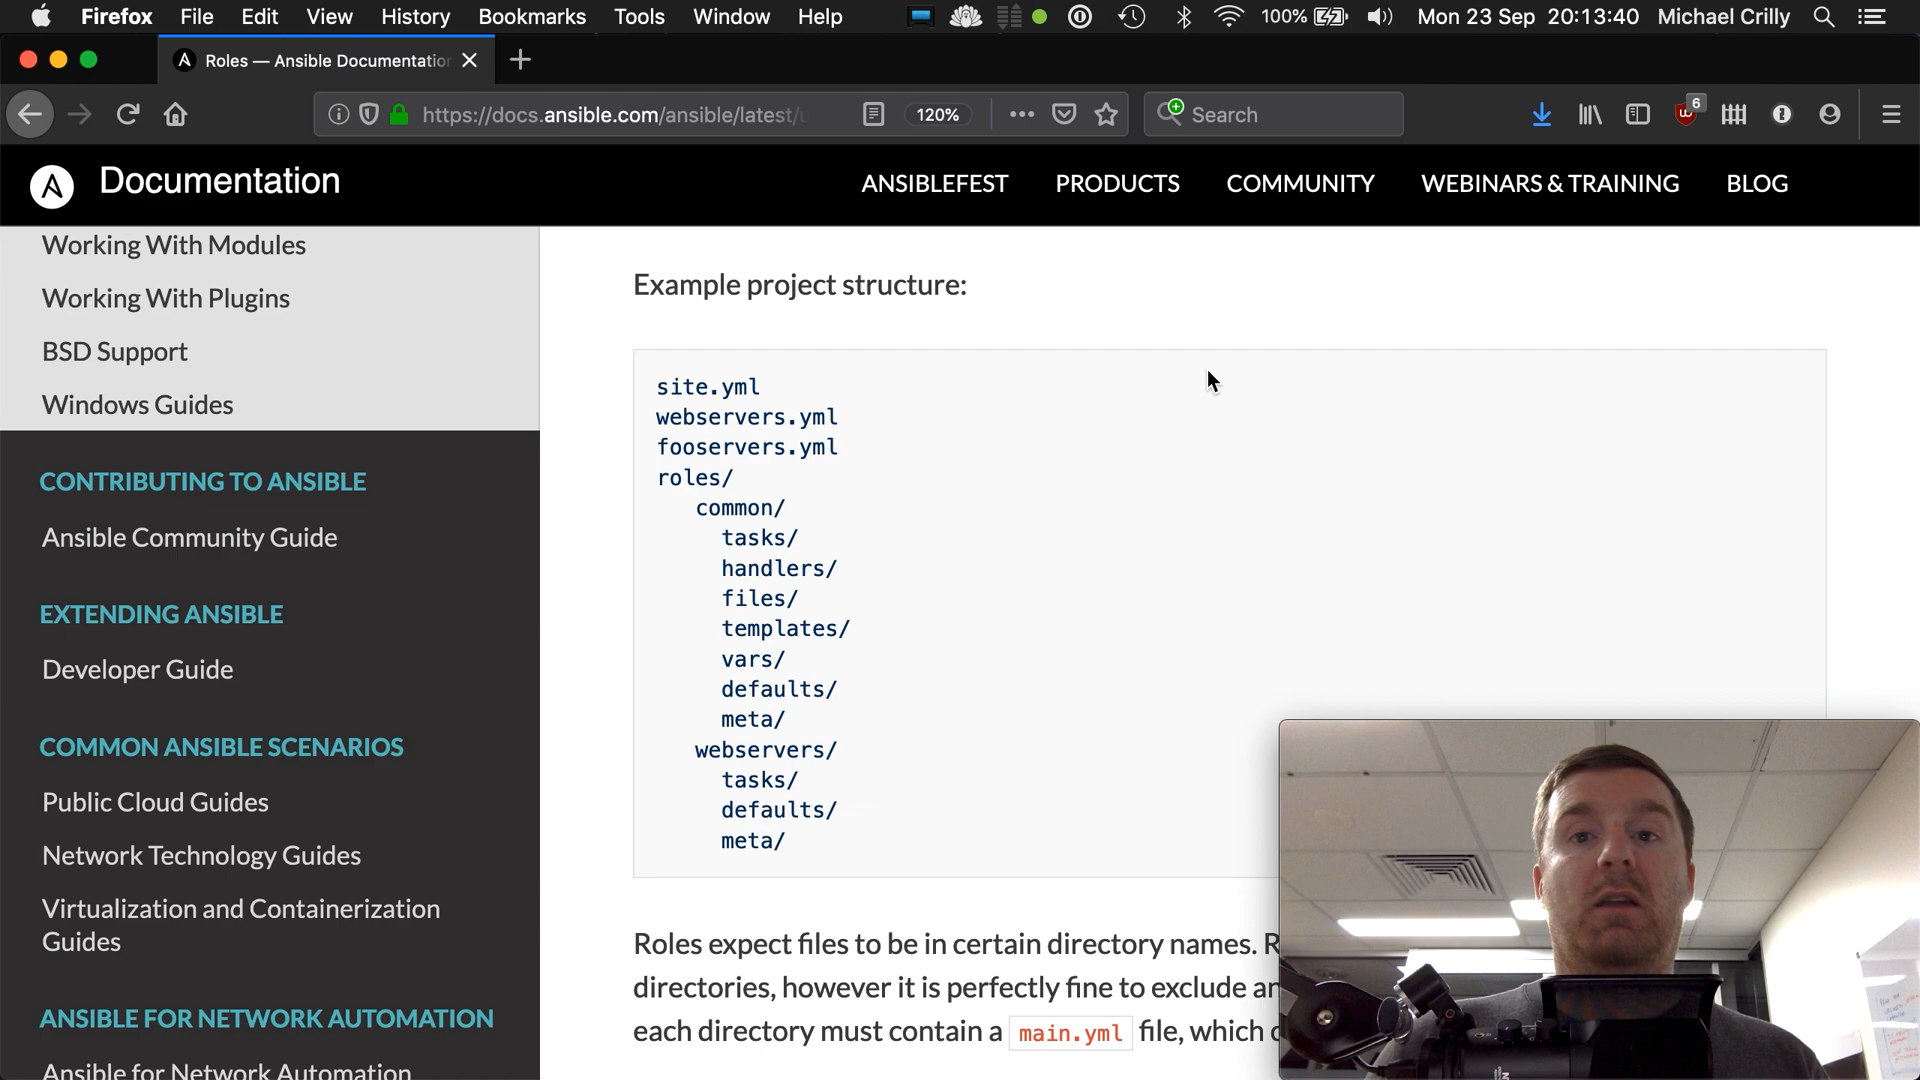 Firefox File Edit View History Bookmarks Tools Window Help 100% Mon 23 Sep 20:13:40 Michael Crilly
Roles — Ansible Documentatio
https://docs.ansible.com/ansible/latest/u 120% Search 6
Documentation ANSIBLEFEST PRODUCTS COMMUNITY WEBINARS & TRAINING BLOG
Working With Modules
Working With Plugins
BSD Support
Windows Guides
CONTRIBUTING TO ANSIBLE
Ansible Community Guide
EXTENDING ANSIBLE
Developer Guide
COMMON ANSIBLE SCENARIOS
Public Cloud Guides
Network Technology Guides
Virtualization and Containerization
Guides
ANSIBLE FOR NETWORK AUTOMATION
Ansible for Network Automation
Example project structure:
site.yml
webservers.yml
fooservers.yml
roles/
common/
tasks/
handlers/
files/
templates/
vars/
defaults/
meta/
webservers/
tasks/
defaults/
meta/
Roles expect files to be in certain directory names. R
directories, however it is perfectly fine to exclude an
each directory must contain a main.yml file, which c